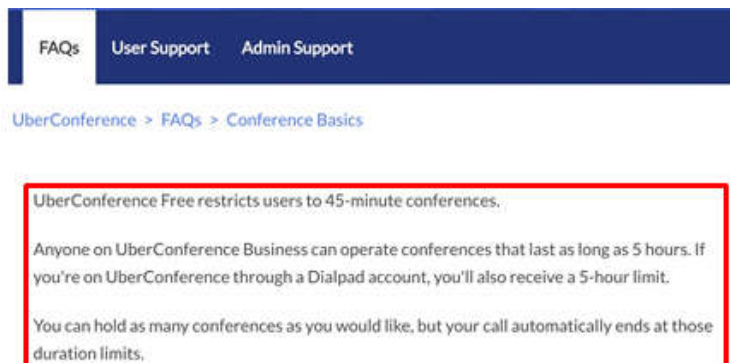 FAQs User Support Admin Support
UberConference > FAQs > Conference Basics
UberConference Free restricts users to 45-minute conferences.
Anyone on UberConference Business can operate conferences that last as long as 5 hours. If
you're on UberConference through a Dialpad account, you'll also receive a 5-hour limit.
You can hold as many conferences as you would like, but your call automatically ends at those
duration limits.